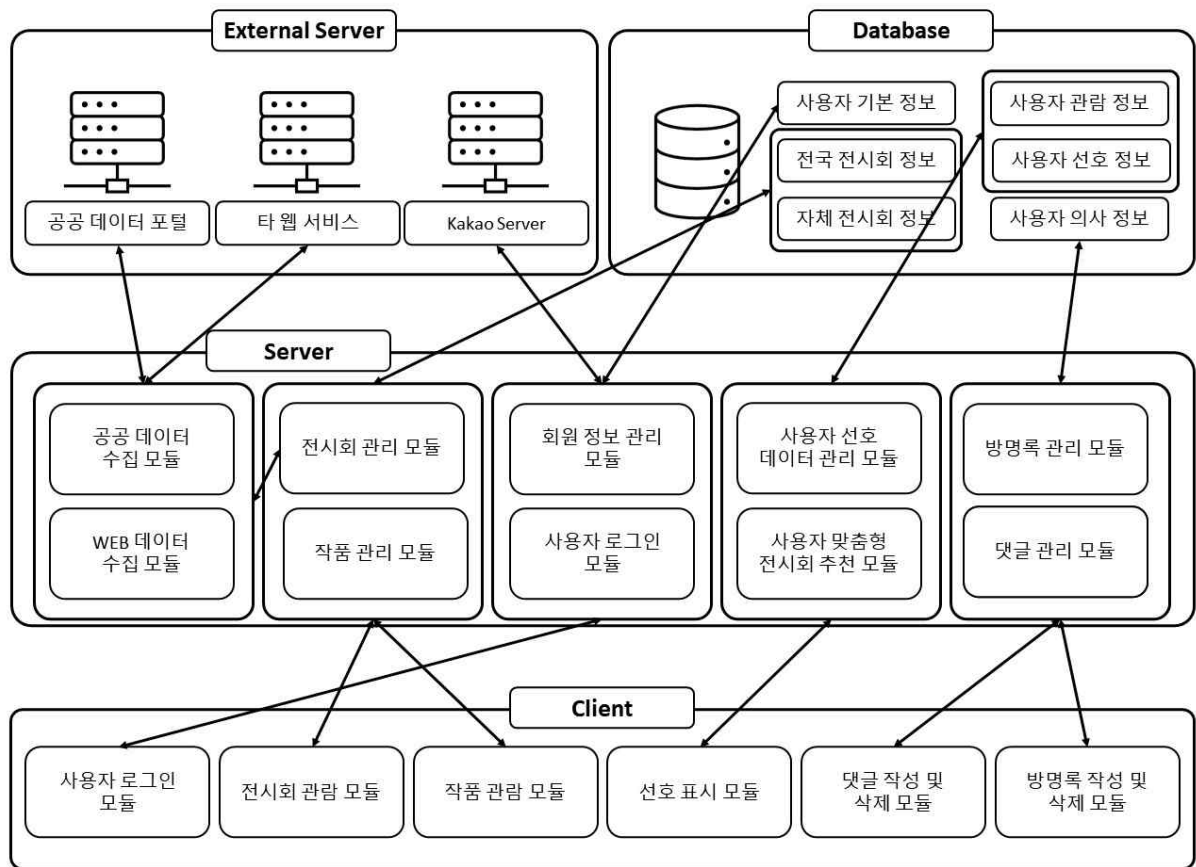 External Server
공공 데이터 포털
타 웹 서비스
Kakao Server
Database
사용자 기본 정보
전국 전시회 정보
자체 전시회 정보
사용자 관람 정보
사용자 선호 정보
사용자 의사 정보
Server
공공 데이터
수집 모듈
WEB 데이터
수집 모듈
전시회 관리 모듈
작품 관리 모듈
회원 정보 관리
모듈
사용자 로그인
모듈
사용자 선호
데이터 관리 모듈
사용자 맞춤형
전시회 추천 모듈
방명록 관리 모듈
댓글 관리 모듈
Client
사용자 로그인
모듈
전시회 관람 모듈
작품 관람 모듈
선호 표시 모듈
댓글 작성 및
삭제 모듈
방명록 작성 및
삭제 모듈